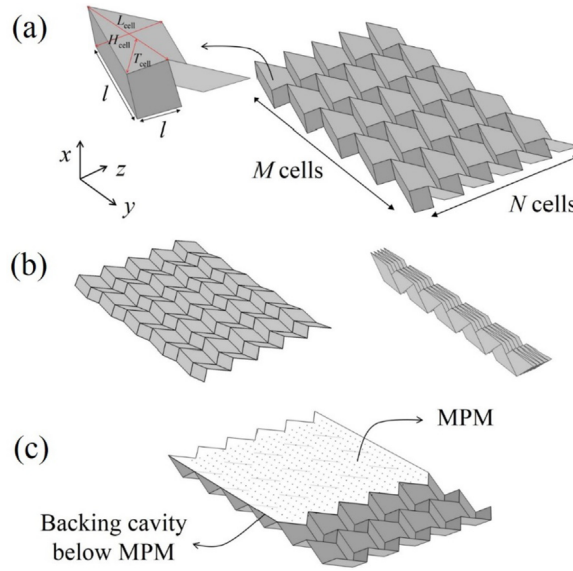 (a)
L_cell
H_cell
T_cell
l
l
x
z
y
M cells
N cells
(b)
(c)
MPM
Backing cavity
below MPM